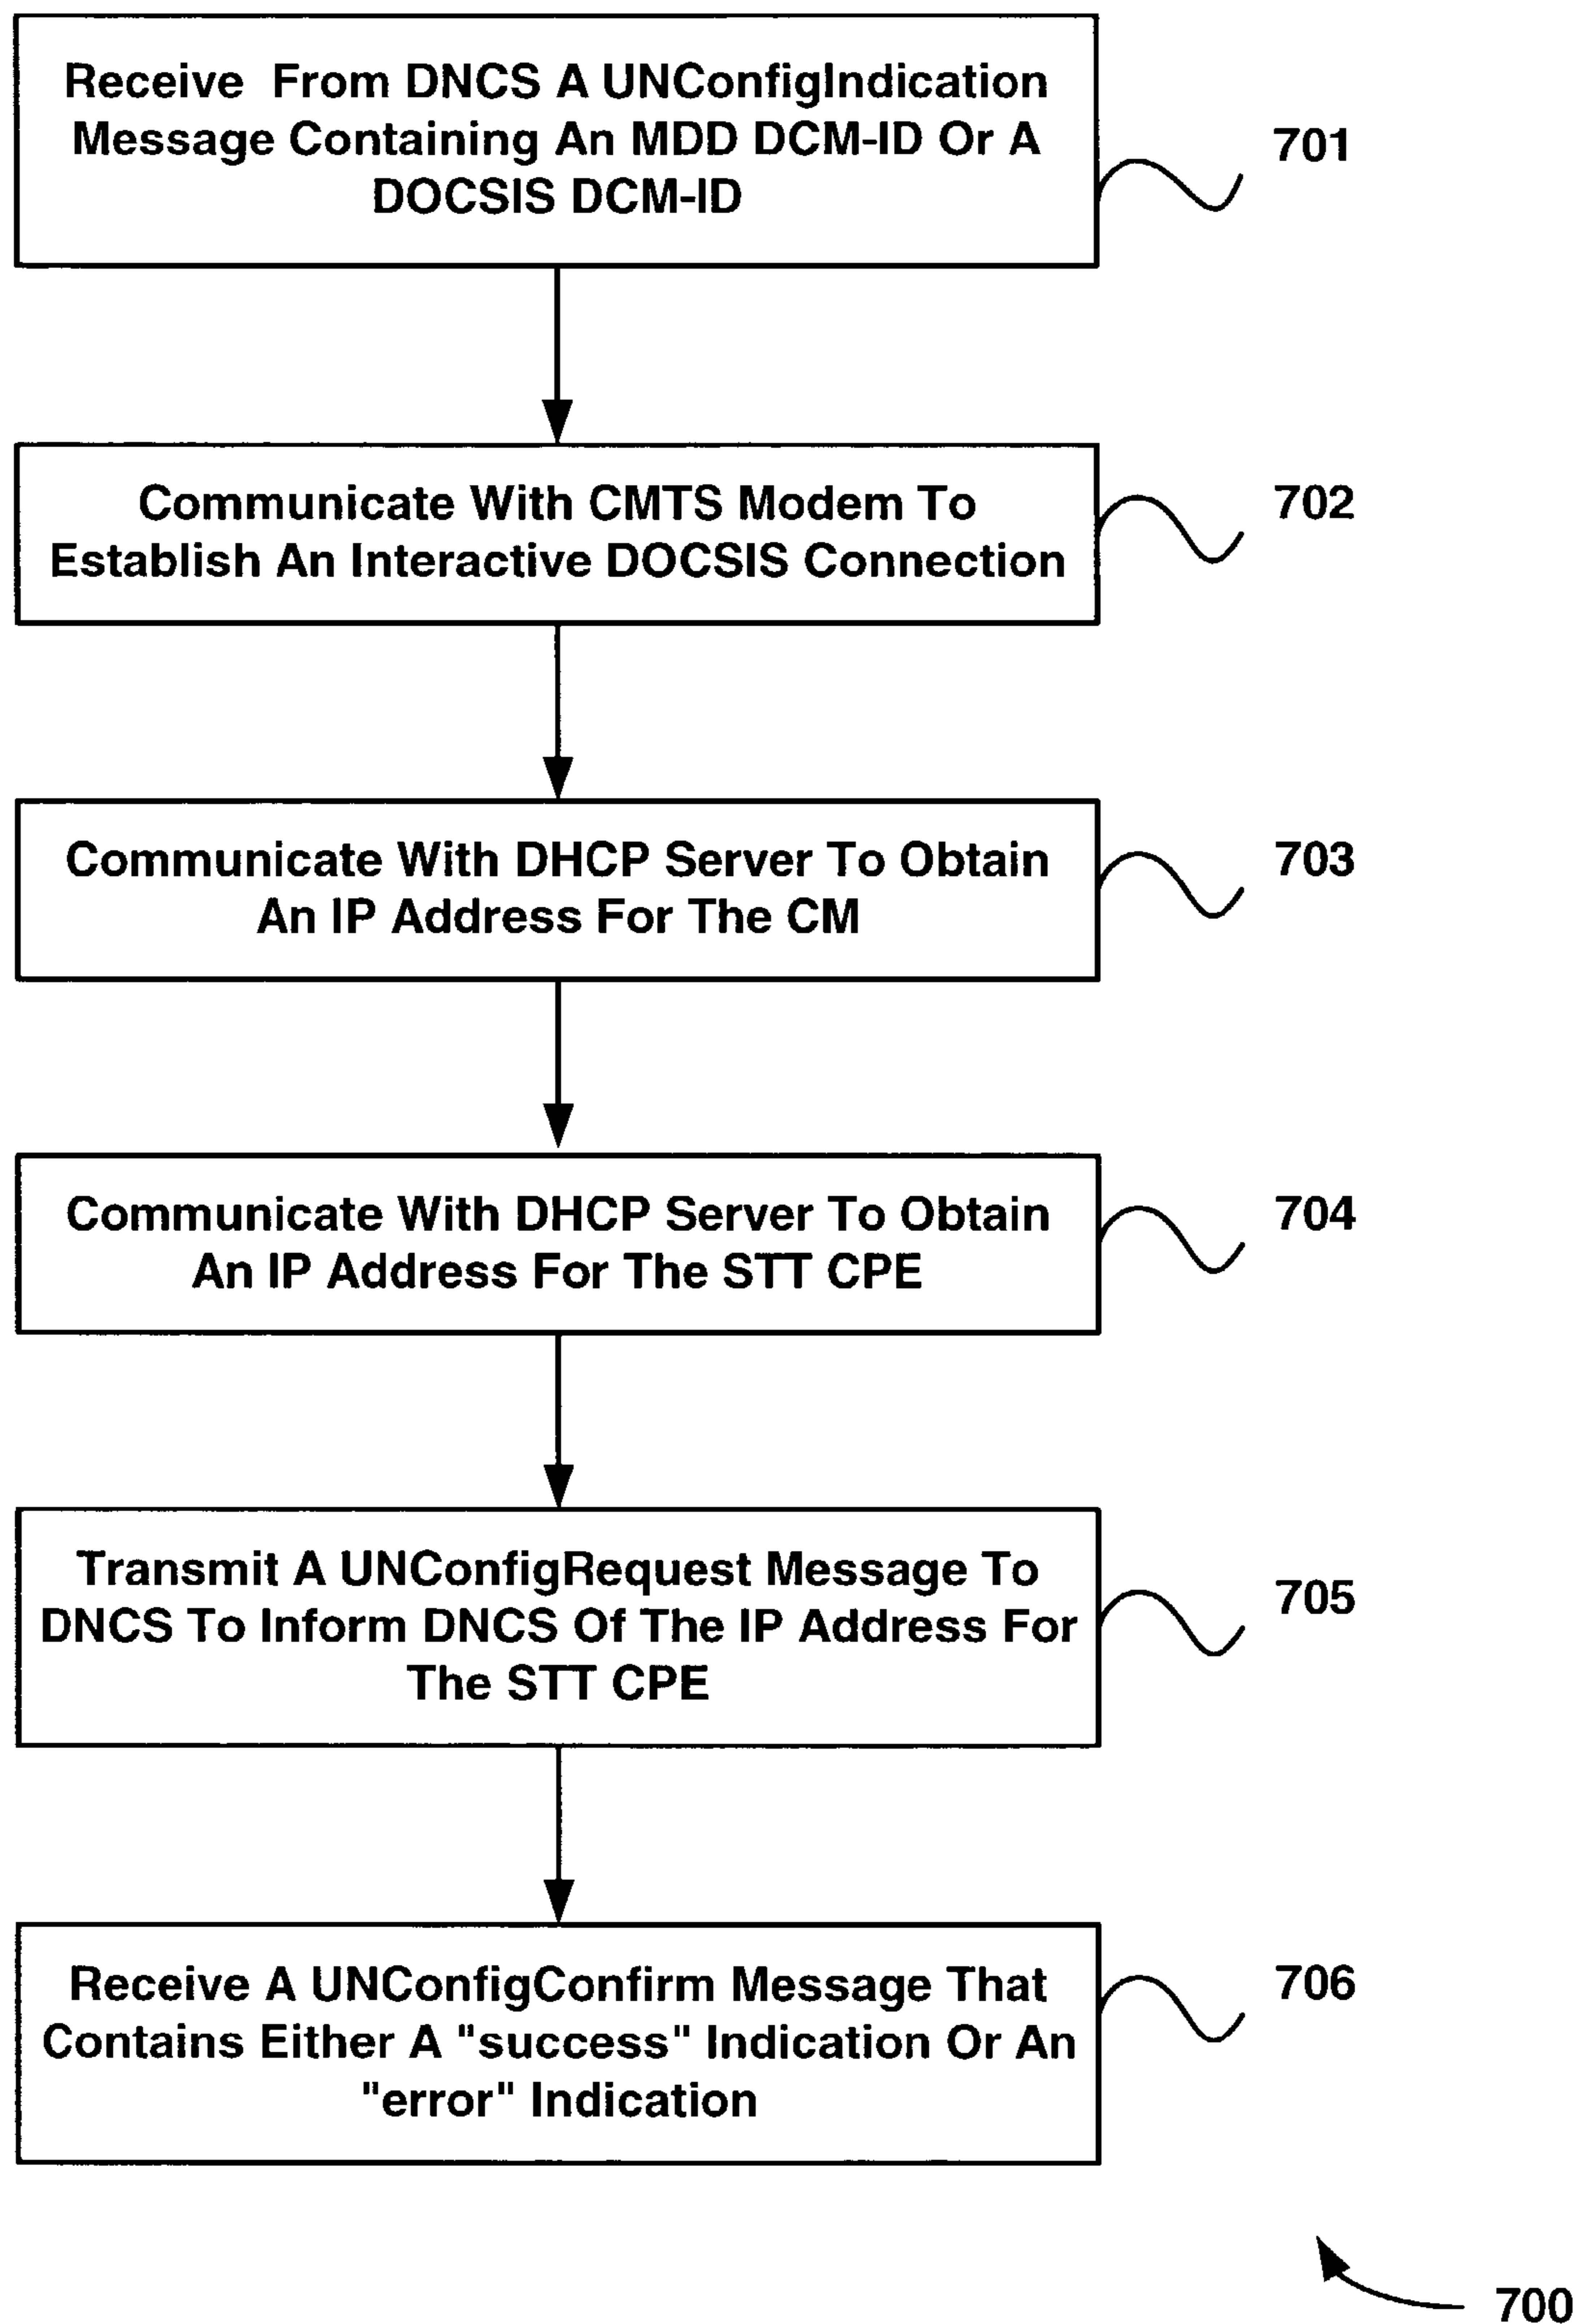 Receive From DNCS A UNConfigIndication
Message Containing An MDD DCM-ID Or A
DOCSIS DCM-ID
701
Communicate With CMTS Modem To
Establish An Interactive DOCSIS Connection
702
Communicate With DHCP Server To Obtain
An IP Address For The CM
703
Communicate With DHCP Server To Obtain
An IP Address For The STT CPE
704
Transmit A UNConfigRequest Message To
DNCS To Inform DNCS Of The IP Address For
The STT CPE
705
Receive A UNConfigConfirm Message That
Contains Either A "success" Indication Or An
"error" Indication
706
700